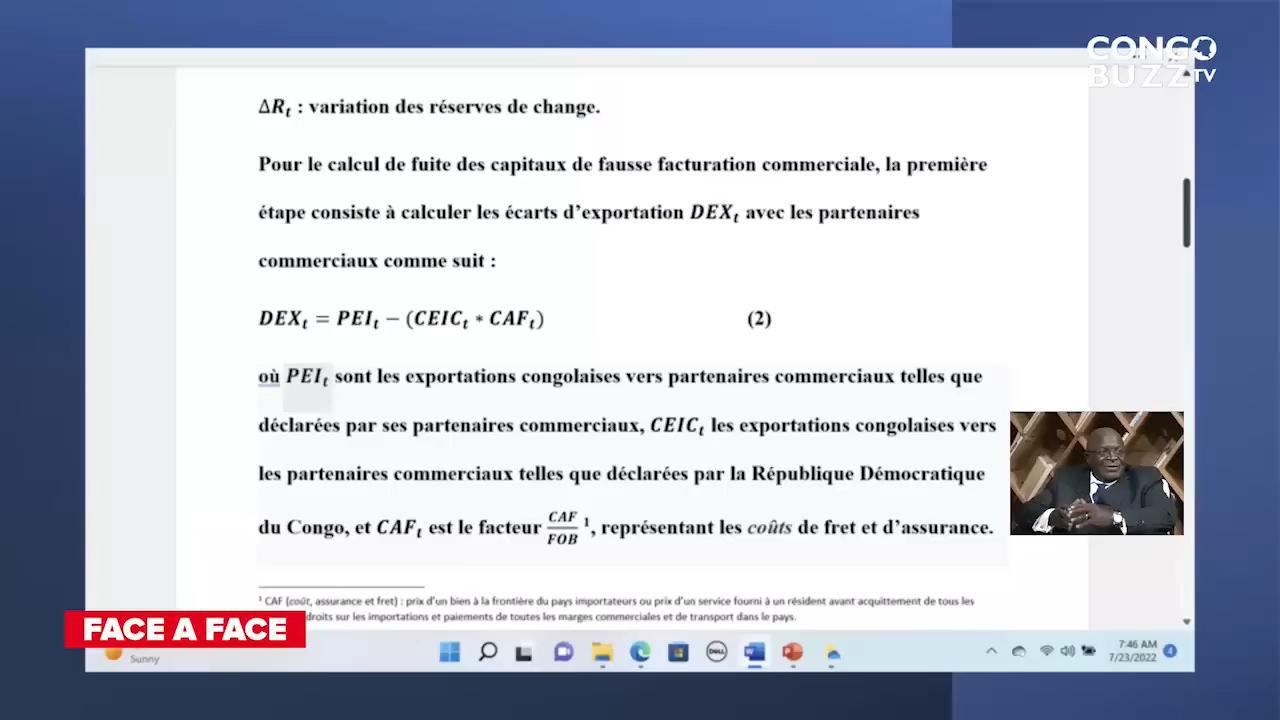 CONGO
BUZZ TV
ΔRₜ : variation des réserves de change.
Pour le calcul de fuite des capitaux de fausse facturation commerciale, la première
étape consiste à calculer les écarts d’exportation DEXₜ avec les partenaires
commerciaux comme suit :
DEXₜ = PEIₜ − (CEICₜ * CAFₜ) (2)
où PEIₜ sont les exportations congolaises vers partenaires commerciaux telles que
déclarées par ses partenaires commerciaux, CEICₜ les exportations congolaises vers
les partenaires commerciaux telles que déclarées par la République Démocratique
du Congo, et CAFₜ est le facteur CAF/FOB ¹, représentant les coûts de fret et d’assurance.
¹ CAF (coût, assurance et fret) : prix d’un bien à la frontière du pays importateurs ou prix d’un service fourni à un résident avant acquittement de tous les
droits sur les importations et paiements de toutes les marges commerciales et de transport dans le pays.
FACE A FACE
Sunny
DELL
7:46 AM
7/23/2022
4